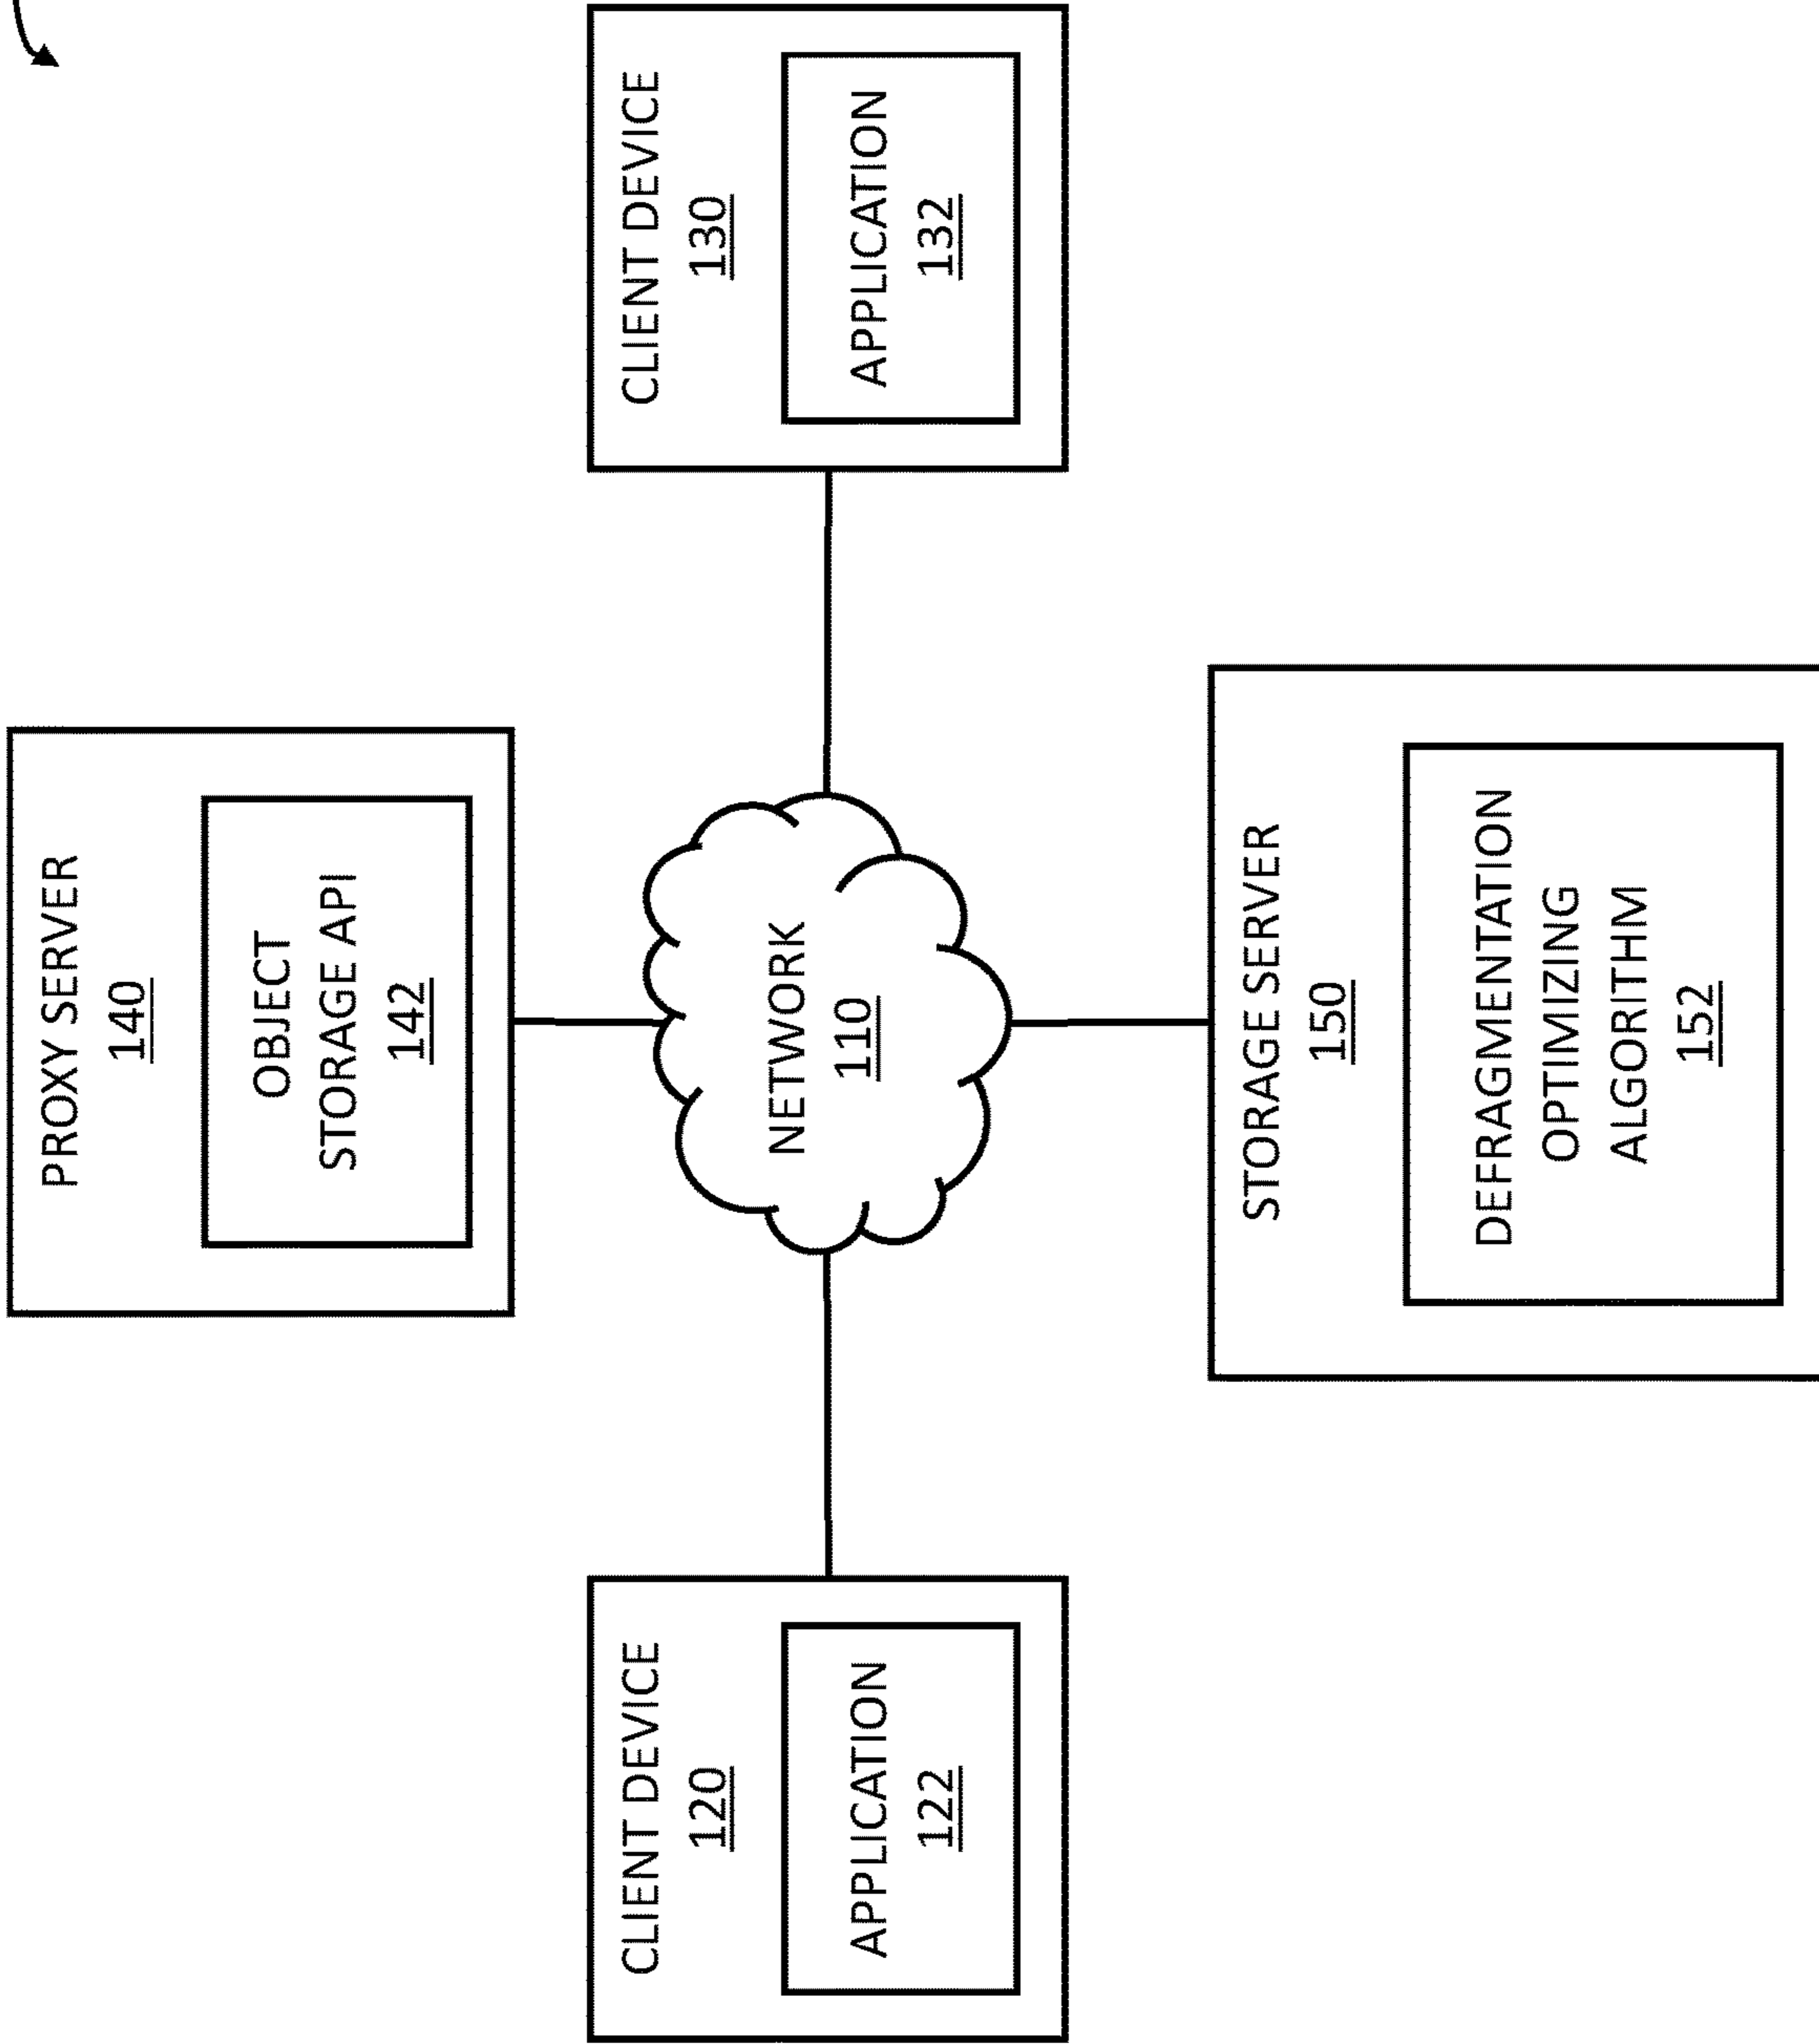 PROXY SERVER
140
OBJECT
STORAGE API
142
CLIENT DEVICE
120
APPLICATION
122
NETWORK
110
CLIENT DEVICE
130
APPLICATION
132
STORAGE SERVER
150
DEFRAGMENTATION
OPTIMIZING
ALGORITHM
152